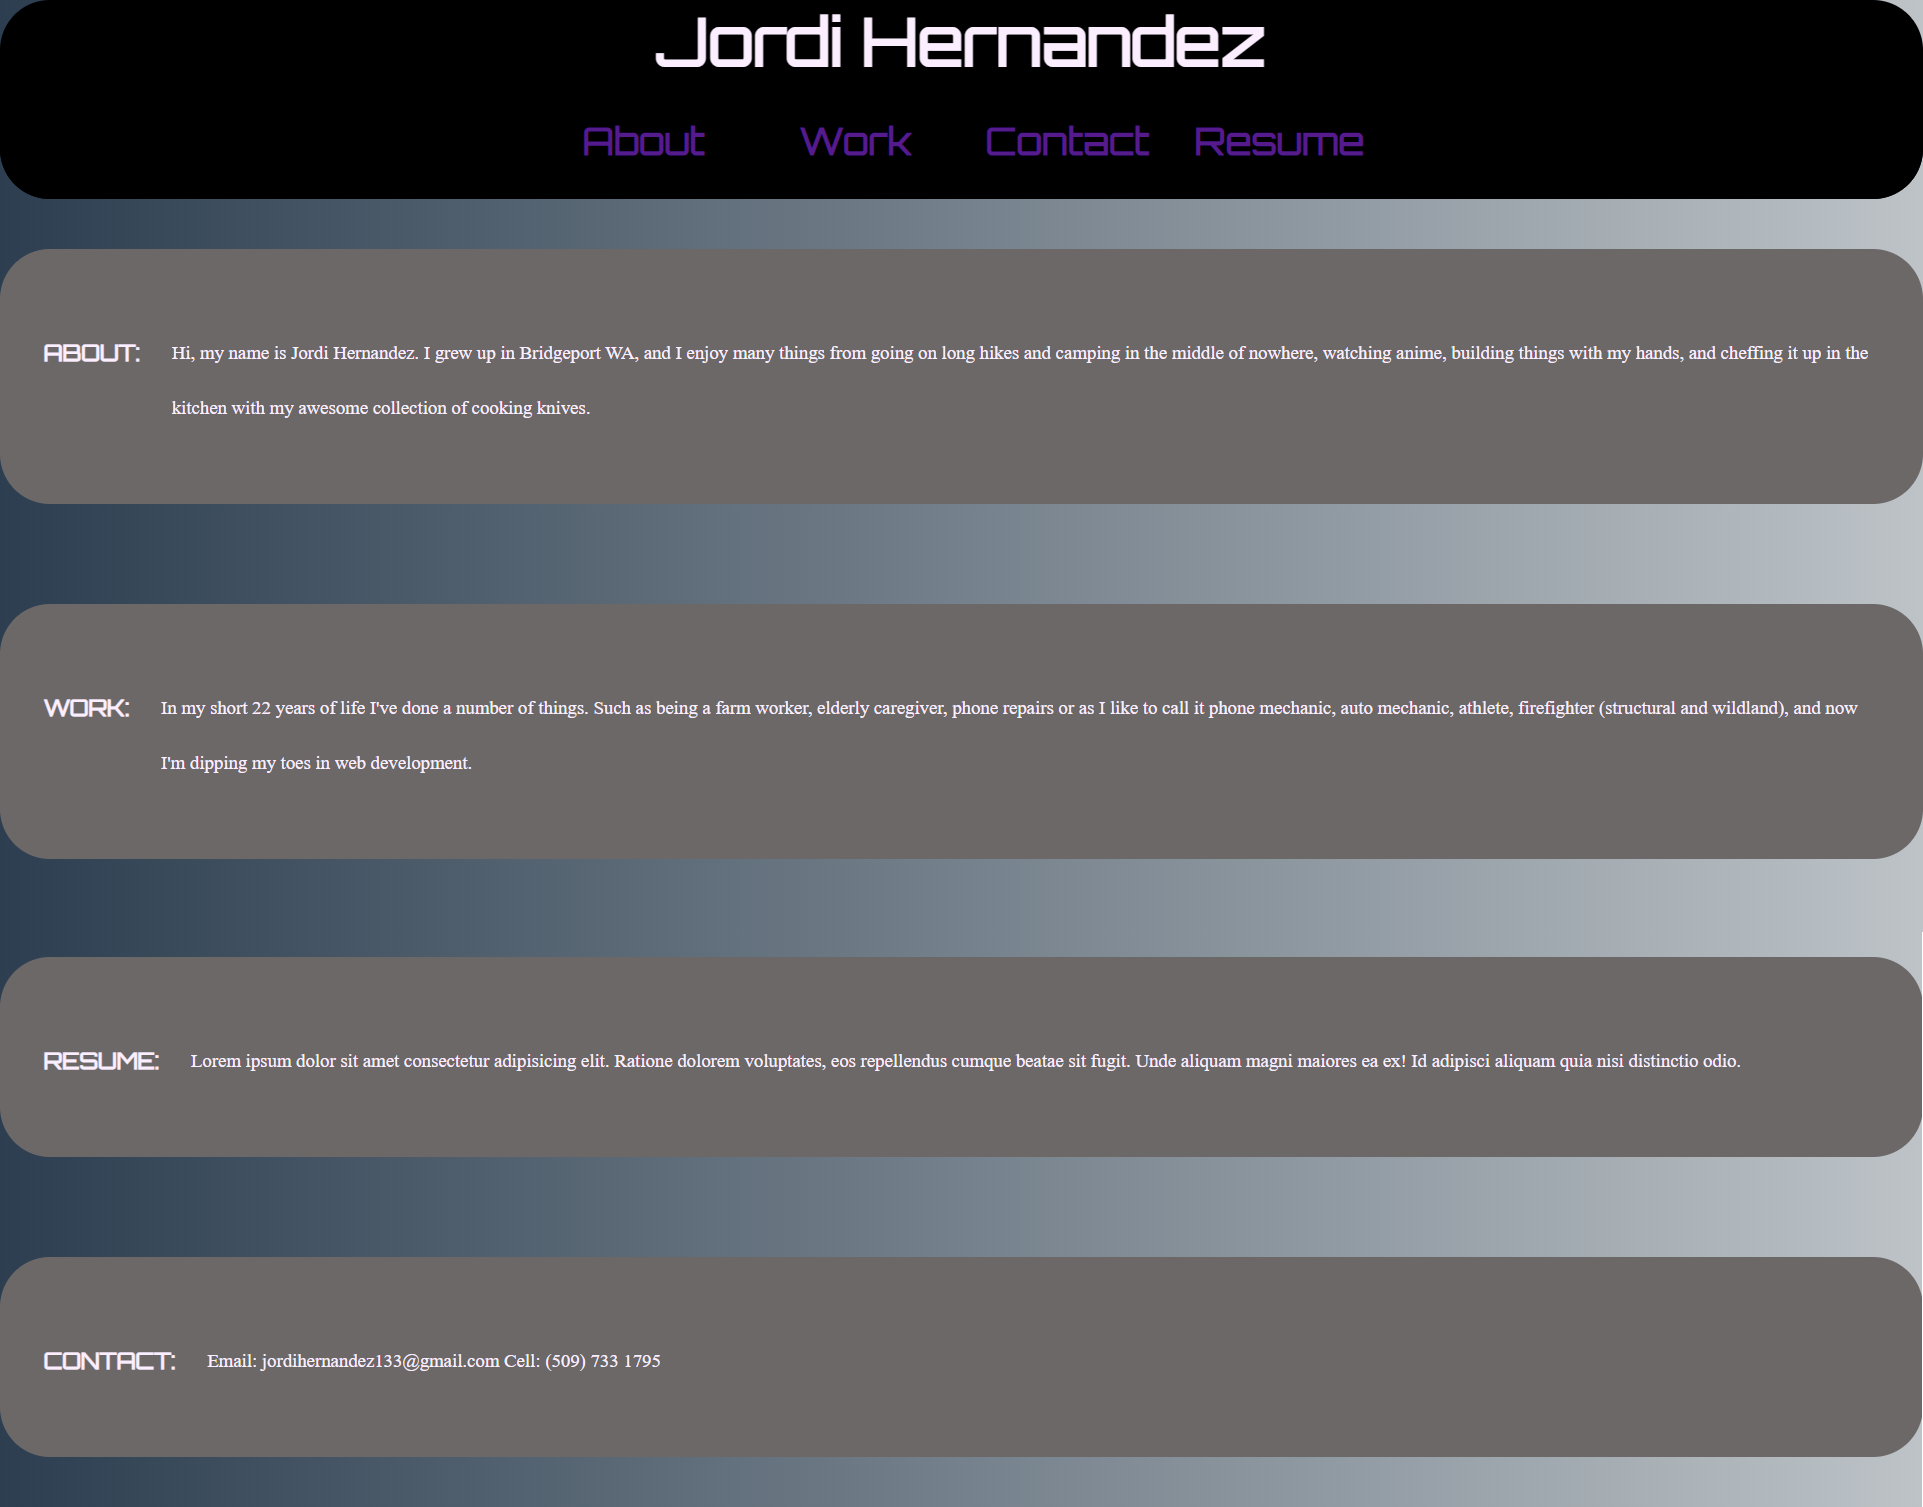 Jordi Hernandez
About Work Contact Resume
ABOUT: Hi, my name is Jordi Hernandez. I grew up in Bridgeport WA, and I enjoy many things from going on long hikes and camping in the middle of nowhere, watching anime, building things with my hands, and cheffing it up in the
kitchen with my awesome collection of cooking knives.
WORK: In my short 22 years of life I've done a number of things. Such as being a farm worker, elderly caregiver, phone repairs or as I like to call it phone mechanic, auto mechanic, athlete, firefighter (structural and wildland), and now
I'm dipping my toes in web development.
RESUME: Lorem ipsum dolor sit amet consectetur adipisicing elit. Ratione dolorem voluptates, eos repellendus cumque beatae sit fugit. Unde aliquam magni maiores ea ex! Id adipisci aliquam quia nisi distinctio odio.
CONTACT: Email: jordihernandez133@gmail.com Cell: (509) 733 1795